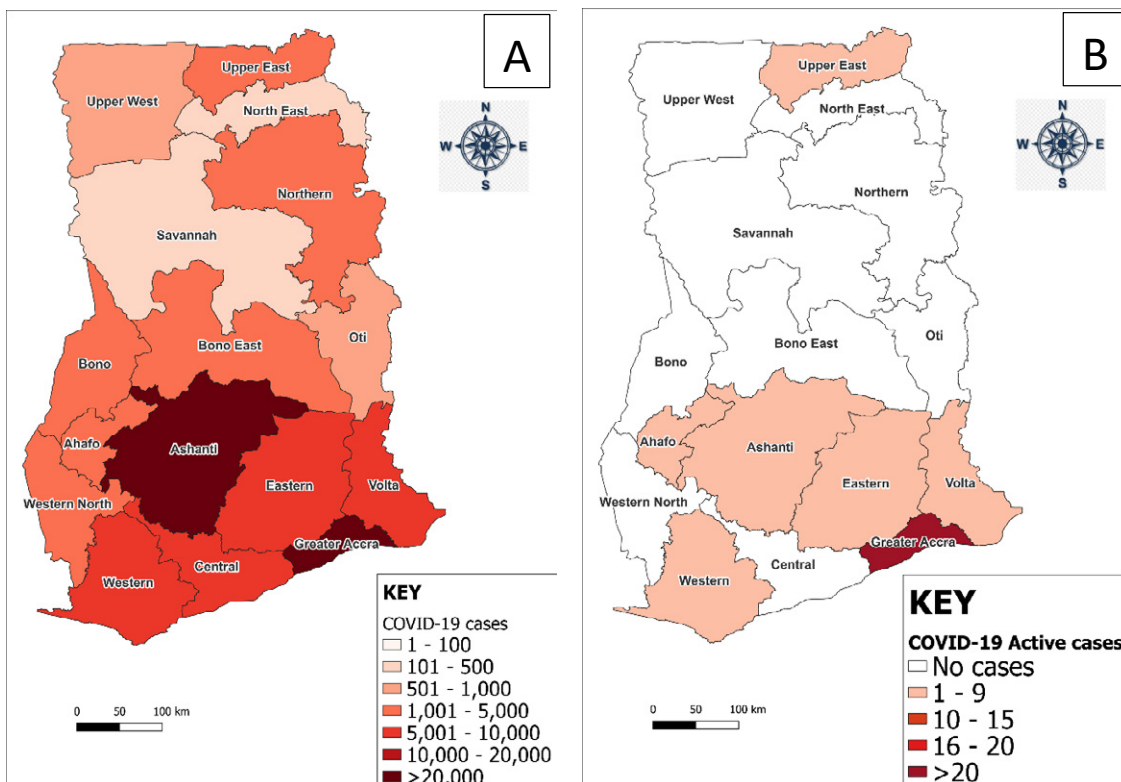 A
Upper East
Upper West
North East
N
W E
S
Northern
Savannah
Oti
Bono East
Bono
Ahafo
Ashanti
Eastern
Volta
Western North
Greater Accra
Central
Western
KEY
COVID-19 cases
1 - 100
101 - 500
501 - 1,000
1,001 - 5,000
5,001 - 10,000
10,000 - 20,000
>20,000
0 50 100 km
B
Upper East
Upper West
North East
N
W E
S
Northern
Savannah
Oti
Bono East
Bono
Ahafo
Ashanti
Eastern
Volta
Western North
Greater Accra
Central
Western
KEY
COVID-19 Active cases
No cases
1 - 9
10 - 15
16 - 20
>20
0 50 100 km